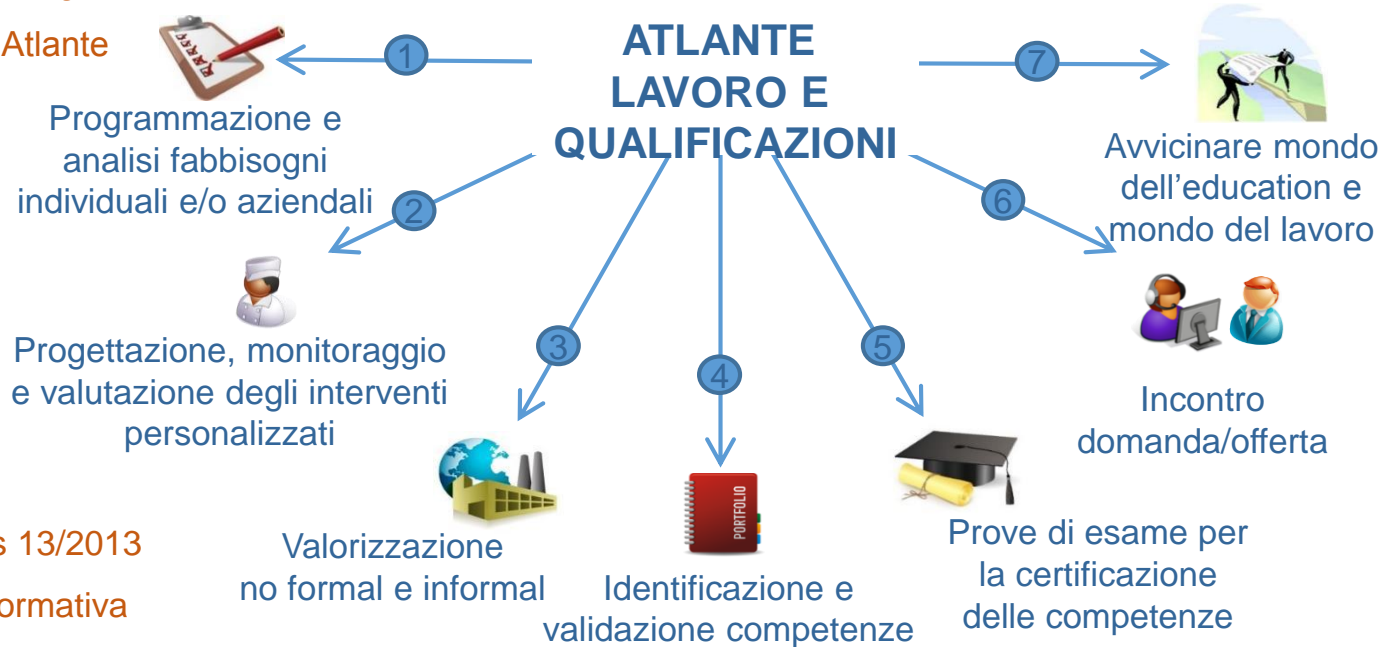 Atlante
ATLANTE
LAVORO E
QUALIFICAZIONI
1
Programmazione e
analisi fabbisogni
individuali e/o aziendali
2
Progettazione, monitoraggio
e valutazione degli interventi
personalizzati
3
Valorizzazione
no formal e informal
4
PORTFOLIO
Identificazione e
validazione competenze
5
Prove di esame per
la certificazione
delle competenze
6
Incontro
domanda/offerta
7
Avvicinare mondo
dell'education e
mondo del lavoro
s 13/2013
ormativa